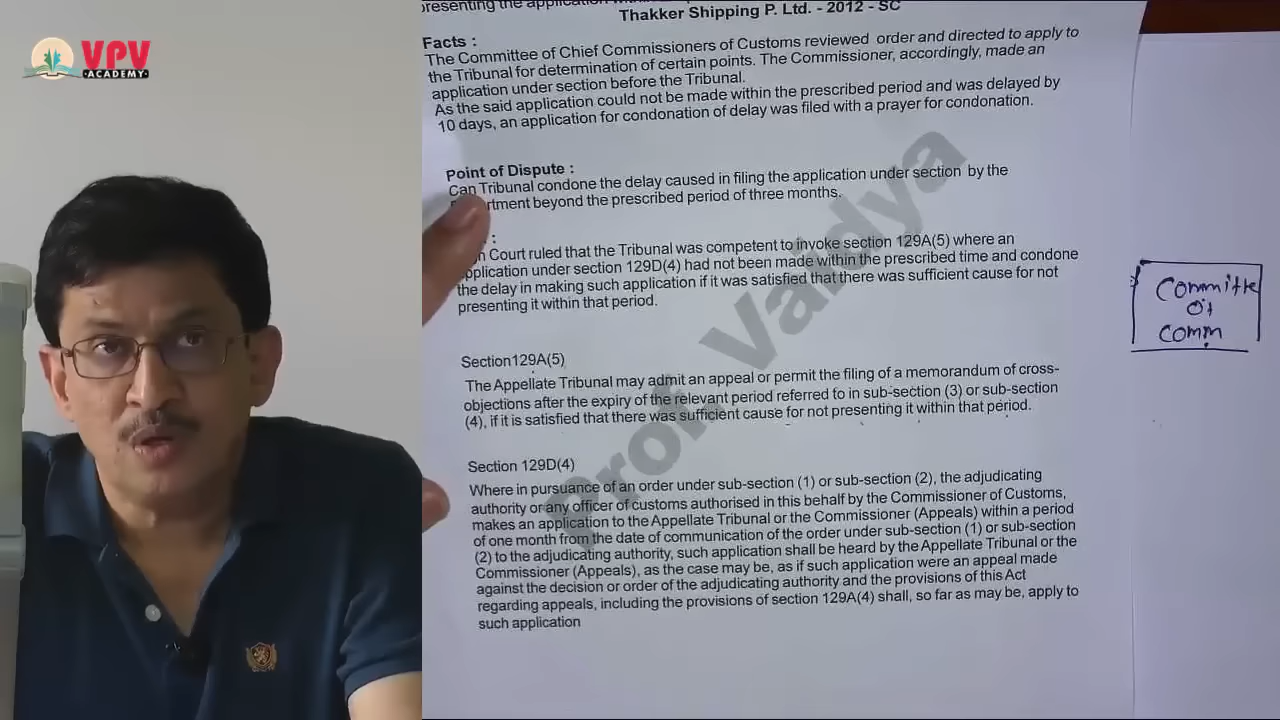 VPV
ACADEMY
presenting the application
Thakker Shipping P. Ltd. - 2012 - SC
Facts :
The Committee of Chief Commissioners of Customs reviewed order and directed to apply to
the Tribunal for determination of certain points. The Commissioner, accordingly, made an
application under section before the Tribunal.
As the said application could not be made within the prescribed period and was delayed by
10 days, an application for condonation of delay was filed with a prayer for condonation.
Point of Dispute :
Can Tribunal condone the delay caused in filing the application under section by the
beyond the prescribed period of three months.
:
Court ruled that the Tribunal was competent to invoke section 129A(5) where an
application under section 129D(4) had not been made within the prescribed time and condone
the delay in making such application if it was satisfied that there was sufficient cause for not
presenting it within that period.
Section129A(5)
The Appellate Tribunal may admit an appeal or permit the filing of a memorandum of cross-
objections after the expiry of the relevant period referred to in sub-section (3) or sub-section
(4), if it is satisfied that there was sufficient cause for not presenting it within that period.
Section 129D(4)
Where in pursuance of an order under sub-section (1) or sub-section (2), the adjudicating
authority or any officer of customs authorised in this behalf by the Commissioner of Customs,
makes an application to the Appellate Tribunal or the Commissioner (Appeals) within a period
of one month from the date of communication of the order under sub-section (1) or sub-section
(2) to the adjudicating authority, such application shall be heard by the Appellate Tribunal or the
Commissioner (Appeals), as the case may be, as if such application were an appeal made
against the decision or order of the adjudicating authority and the provisions of this Act
regarding appeals, including the provisions of section 129A(4) shall, so far as may be, apply to
such application
Prof. Vaidya
Committe
Of
Comm